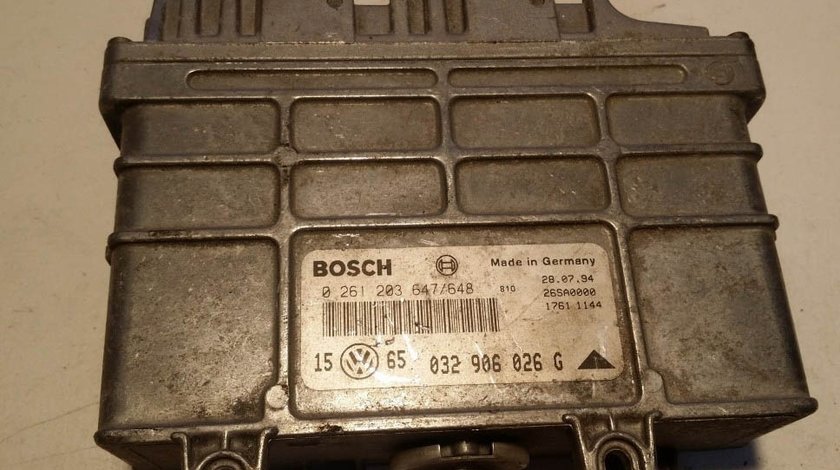 BOSCH
Made in Germany
0 261 203 647/648
810
28.07.94
26SA0000
1761 1144
15 VW 65 032 906 026 G